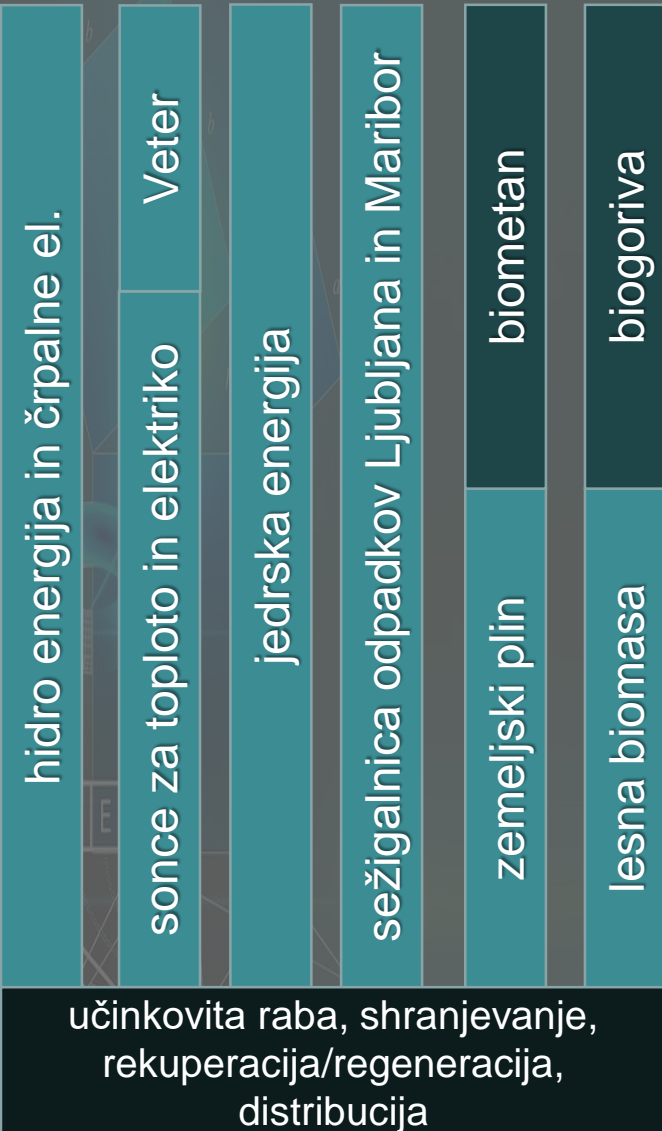 hidro energija in črpalne el.
Veter
sonce za toploto in elektriko
jedrska energija
sežigalnica odpadkov Ljubljana in Maribor
biometan
zemeljski plin
biogoriva
lesna biomasa
učinkovita raba, shranjevanje,
rekuperacija/regeneracija,
distribucija